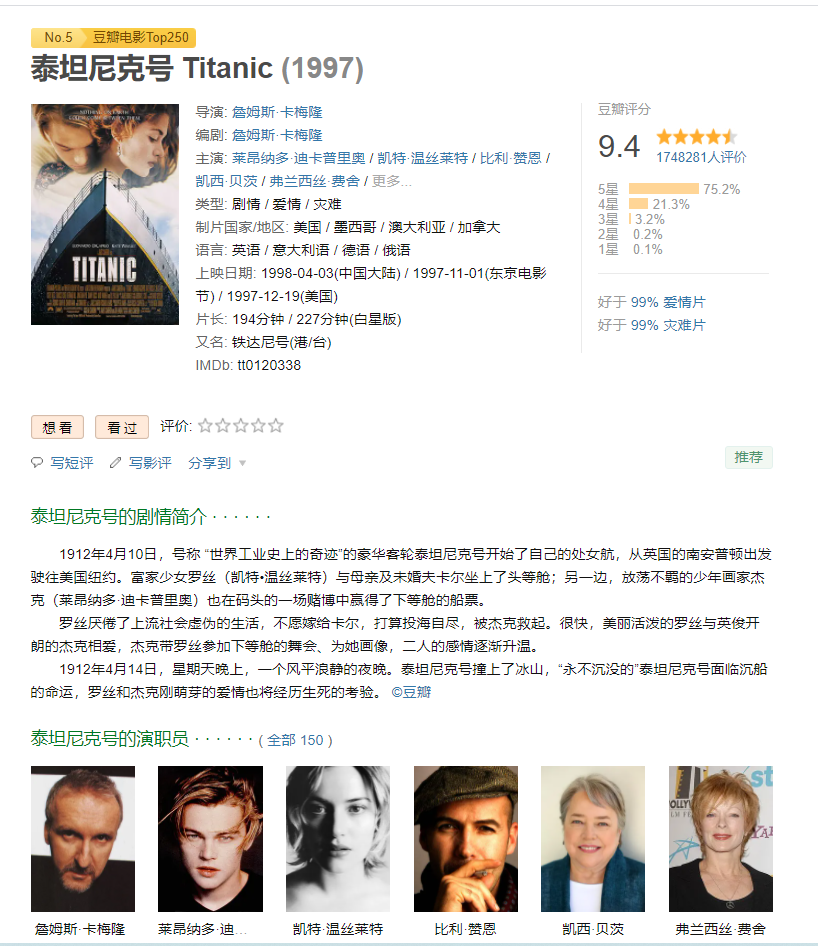 No.5 豆瓣电影Top250
泰坦尼克号 Titanic (1997)
TITANIC
导演: 詹姆斯·卡梅隆
编剧: 詹姆斯·卡梅隆
主演: 莱昂纳多·迪卡普里奥 / 凯特·温丝莱特 / 比利·赞恩 /
凯西·贝茨 / 弗兰西丝·费舍 / 更多...
类型: 剧情 / 爱情 / 灾难
制片国家/地区: 美国 / 墨西哥 / 澳大利亚 / 加拿大
语言: 英语 / 意大利语 / 德语 / 俄语
上映日期: 1998-04-03(中国大陆) / 1997-11-01(东京电影
节) / 1997-12-19(美国)
片长: 194分钟 / 227分钟(白星版)
又名: 铁达尼号(港/台)
IMDb: tt0120338
豆瓣评分
9.4
1748281人评价
5星 75.2%
4星 21.3%
3星 3.2%
2星 0.2%
1星 0.1%
好于 99% 爱情片
好于 99% 灾难片
想看 看过 评价:
写短评 写影评 分享到
推荐
泰坦尼克号的剧情简介 · · · · · ·
1912年4月10日，号称 “世界工业史上的奇迹”的豪华客轮泰坦尼克号开始了自己的处女航，从英国的南安普顿出发
驶往美国纽约。富家少女罗丝（凯特•温丝莱特）与母亲及未婚夫卡尔坐上了头等舱；另一边，放荡不羁的少年画家杰
克（莱昂纳多·迪卡普里奥）也在码头的一场赌博中赢得了下等舱的船票。
罗丝厌倦了上流社会虚伪的生活，不愿嫁给卡尔，打算投海自尽，被杰克救起。很快，美丽活泼的罗丝与英俊开
朗的杰克相爱，杰克带罗丝参加下等舱的舞会、为她画像，二人的感情逐渐升温。
1912年4月14日，星期天晚上，一个风平浪静的夜晚。泰坦尼克号撞上了冰山，“永不沉没的”泰坦尼克号面临沉船
的命运，罗丝和杰克刚萌芽的爱情也将经历生死的考验。 ©豆瓣
泰坦尼克号的演职员 · · · · · · ( 全部 150 )
詹姆斯·卡梅隆
莱昂纳多·迪...
凯特·温丝莱特
比利·赞恩
凯西·贝茨
弗兰西丝·费舍